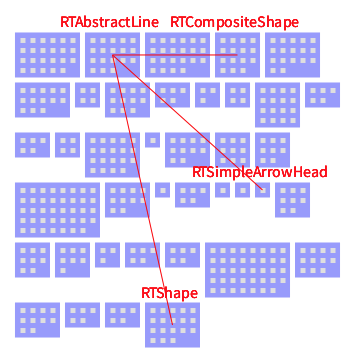 RTAbstractLine RTCompositeShape
RTSimpleArrowHead
RTShape